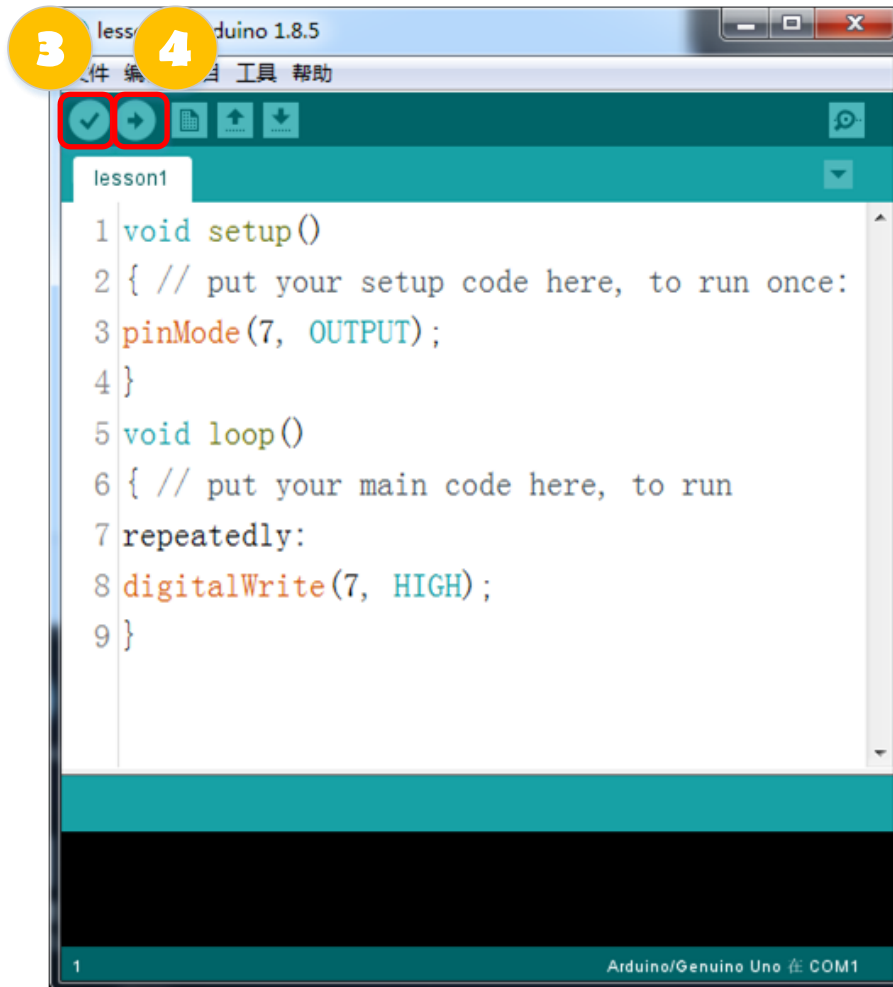 3
4
duino 1.8.5
件 编 工具 帮助
lesson1
1 void setup()
2 { // put your setup code here, to run once:
3 pinMode(7, OUTPUT);
4 }
5 void loop()
6 { // put your main code here, to run
7 repeatedly:
8 digitalWrite(7, HIGH);
9 }
1
Arduino/Genuino Uno 在 COM1